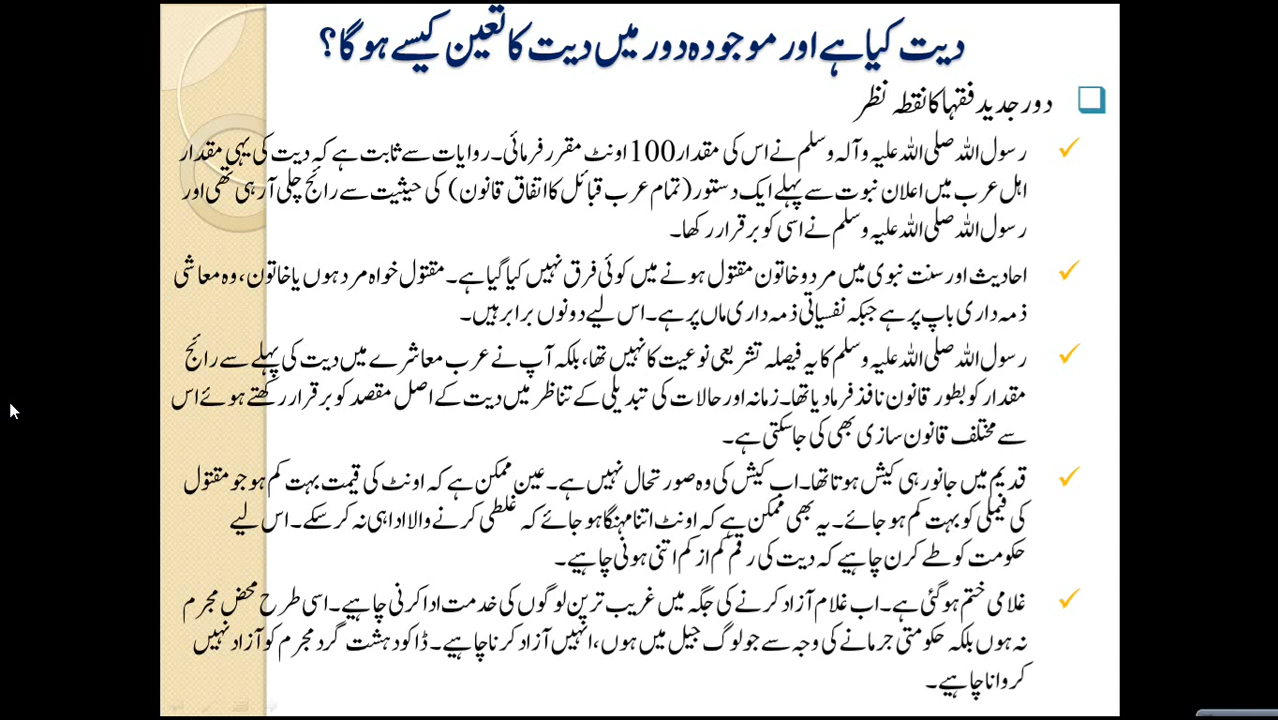 دیت کیا ہے اور موجودہ دور میں دیت کا تعین کیسے ہو گا؟
دور جدید فقہا کا نقطہ نظر
رسول اللہ صلی اللہ علیہ وآلہ وسلم نے اس کی مقدار 100 اونٹ مقرر فرمائی۔ روایات سے ثابت ہے کہ دیت کی یہی مقدار
اہل عرب میں اعلان نبوت سے پہلے ایک دستور (تمام عرب قبائل کا اتفاق قانون) کی حیثیت سے رائج چلی آ رہی تھی اور
رسول اللہ صلی اللہ علیہ وسلم نے اسی کو برقرار رکھا۔
احادیث اور سنت نبوی میں مرد و خاتون مقتول ہونے میں کوئی فرق نہیں کیا گیا ہے۔ مقتول خواہ مرد ہوں یا خاتون، وہ معاشی
ذمہ داری باپ پر ہے جبکہ نفسیاتی ذمہ داری ماں پر ہے۔ اس لیے دونوں برابر ہیں۔
رسول اللہ صلی اللہ علیہ وسلم کا یہ فیصلہ تشریعی نوعیت کا نہیں تھا، بلکہ آپ نے عرب معاشرے میں دیت کی پہلے سے رائج
مقدار کو بطور قانون نافذ فرما دیا تھا۔ زمانہ اور حالات کی تبدیلی کے تناظر میں دیت کے اصل مقصد کو برقرار رکھتے ہوئے اس
سے مختلف قانون سازی بھی کی جا سکتی ہے۔
قدیم میں جانور ہی کیش ہوتا تھا۔ اب کیش کی وہ صورتحال نہیں ہے۔ عین ممکن ہے کہ اونٹ کی قیمت بہت کم ہو جو مقتول
کی فیملی کو بہت کم ہو جائے۔ یہ بھی ممکن ہے کہ اونٹ اتنا مہنگا ہو جائے کہ غلطی کرنے والا ادا ہی نہ کر سکے۔ اس لیے
حکومت کو طے کرن چاہیے کہ دیت کی رقم کم از کم اتنی ہونی چاہیے۔
غلامی ختم ہو گئی ہے۔ اب غلام آزاد کرنے کی جگہ میں غریب ترین لوگوں کی خدمت ادا کرنی چاہیے۔ اسی طرح محض مجرم
نہ ہوں بلکہ حکومتی جرمانے کی وجہ سے جو لوگ جیل میں ہوں، انہیں آزاد کرنا چاہیے۔ ڈاکو دہشت گرد مجرم کو آزاد نہیں
کروانا چاہیے۔